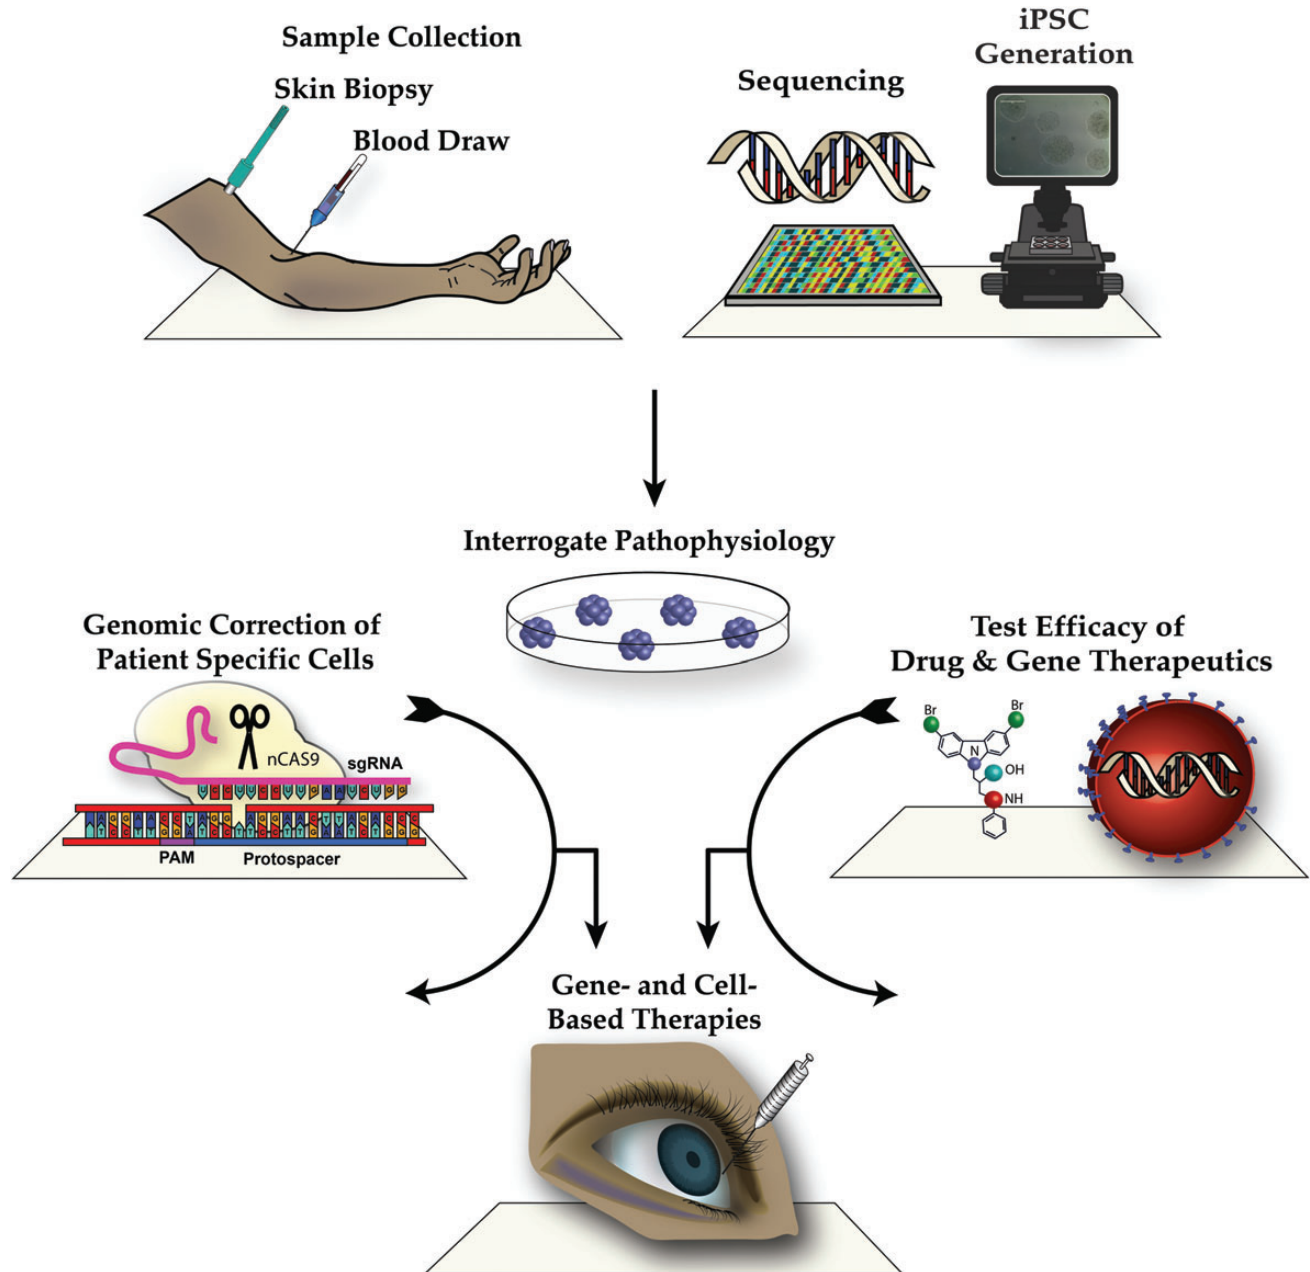 Sample Collection
Skin Biopsy
Blood Draw
Sequencing
iPSC
Generation
Interrogate Pathophysiology
Genomic Correction of
Patient Specific Cells
nCAS9
sgRNA
PAM
Protospacer
Test Efficacy of
Drug & Gene Therapeutics
Br
Br
N
OH
NH
Gene- and Cell-
Based Therapies